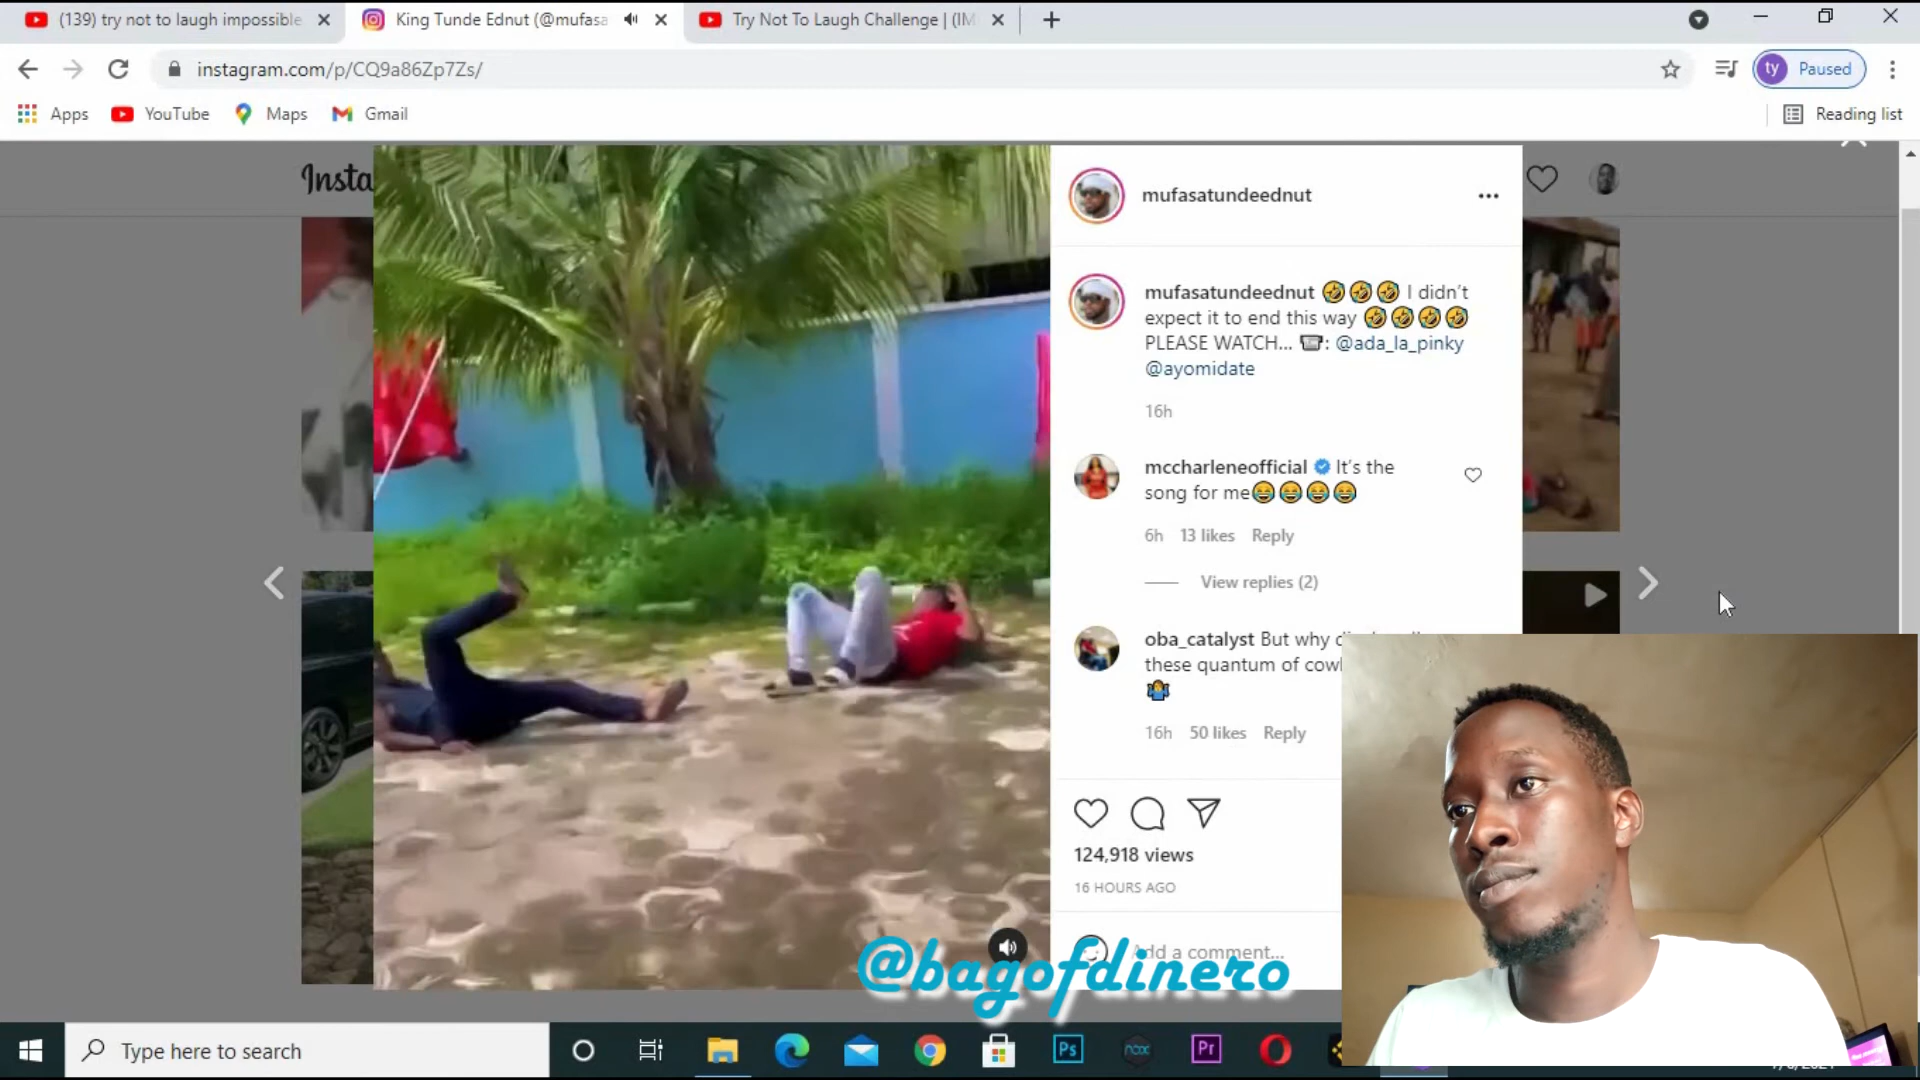 (139) try not to laugh impossible
King Tunde Ednut (@mufasa
Try Not To Laugh Challenge | (IM
instagram.com/p/CQ9a86Zp7Zs/
ty Paused
Apps YouTube Maps Gmail
Reading list
Insta
mufasatundeednut
mufasatundeednut 🤣🤣🤣 I didn't
expect it to end this way 🤣🤣🤣🤣
PLEASE WATCH... : @ada_la_pinky
@ayomidate
16h
mccharleneofficial It's the
song for me😂😂😂😂
6h 13 likes Reply
View replies (2)
oba_catalyst But why
these quantum of
16h 50 likes Reply
124,918 views
16 HOURS AGO
Add a comment...
@bagofdinero
Type here to search
Ps
nox
Pr